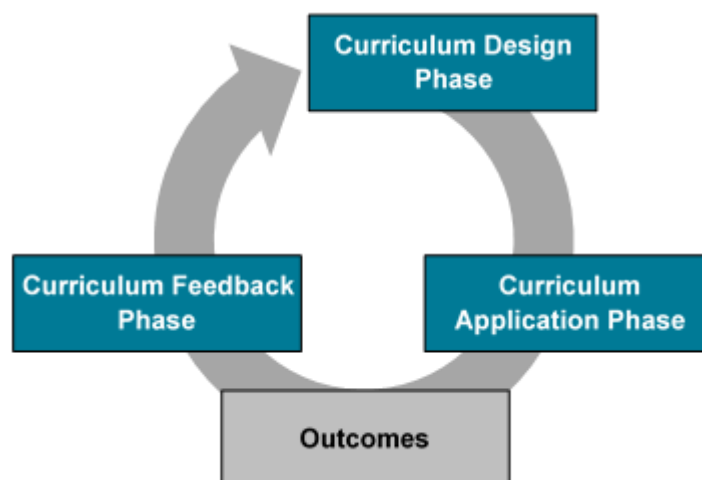 Curriculum Design
Phase
Curriculum Feedback
Phase
Curriculum
Application Phase
Outcomes